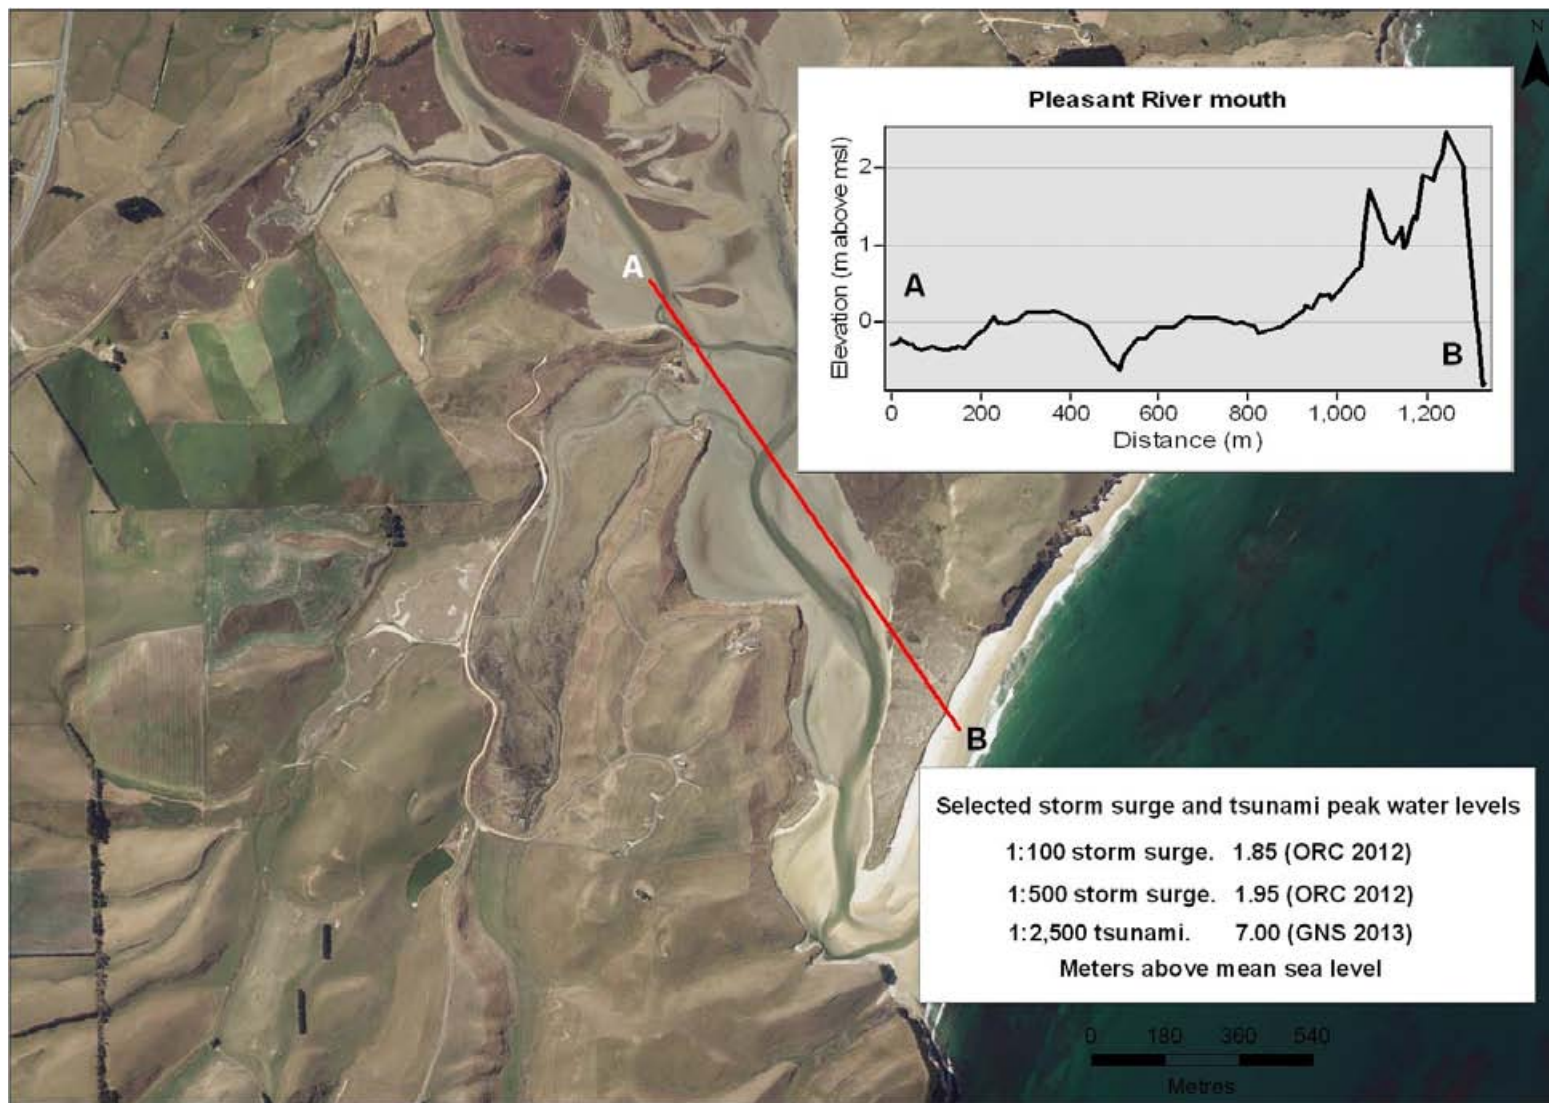 N
Pleasant River mouth
Elevation (m above msl)
2
1
0
A
B
0 200 400 600 800 1,000 1,200
Distance (m)
A
B
Selected storm surge and tsunami peak water levels
1:100 storm surge. 1.85 (ORC 2012)
1:500 storm surge. 1.95 (ORC 2012)
1:2,500 tsunami. 7.00 (GNS 2013)
Meters above mean sea level
0 180 360 540
Metres